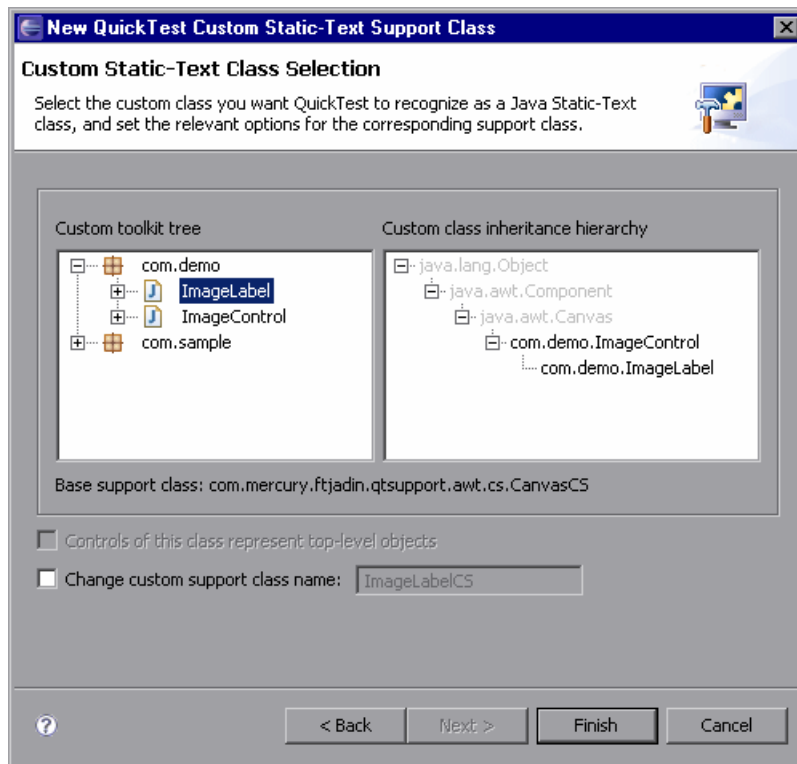 New QuickTest Custom Static-Text Support Class
Custom Static-Text Class Selection
Select the custom class you want QuickTest to recognize as a Java Static-Text
class, and set the relevant options for the corresponding support class.
Custom toolkit tree
com.demo
ImageLabel
ImageControl
com.sample
Custom class inheritance hierarchy
java.lang.Object
java.awt.Component
java.awt.Canvas
com.demo.ImageControl
com.demo.ImageLabel
Base support class: com.mercury.ftjadin.qtsupport.awt.cs.CanvasCS
Controls of this class represent top-level objects
Change custom support class name: ImageLabelCS
< Back Next > Finish Cancel